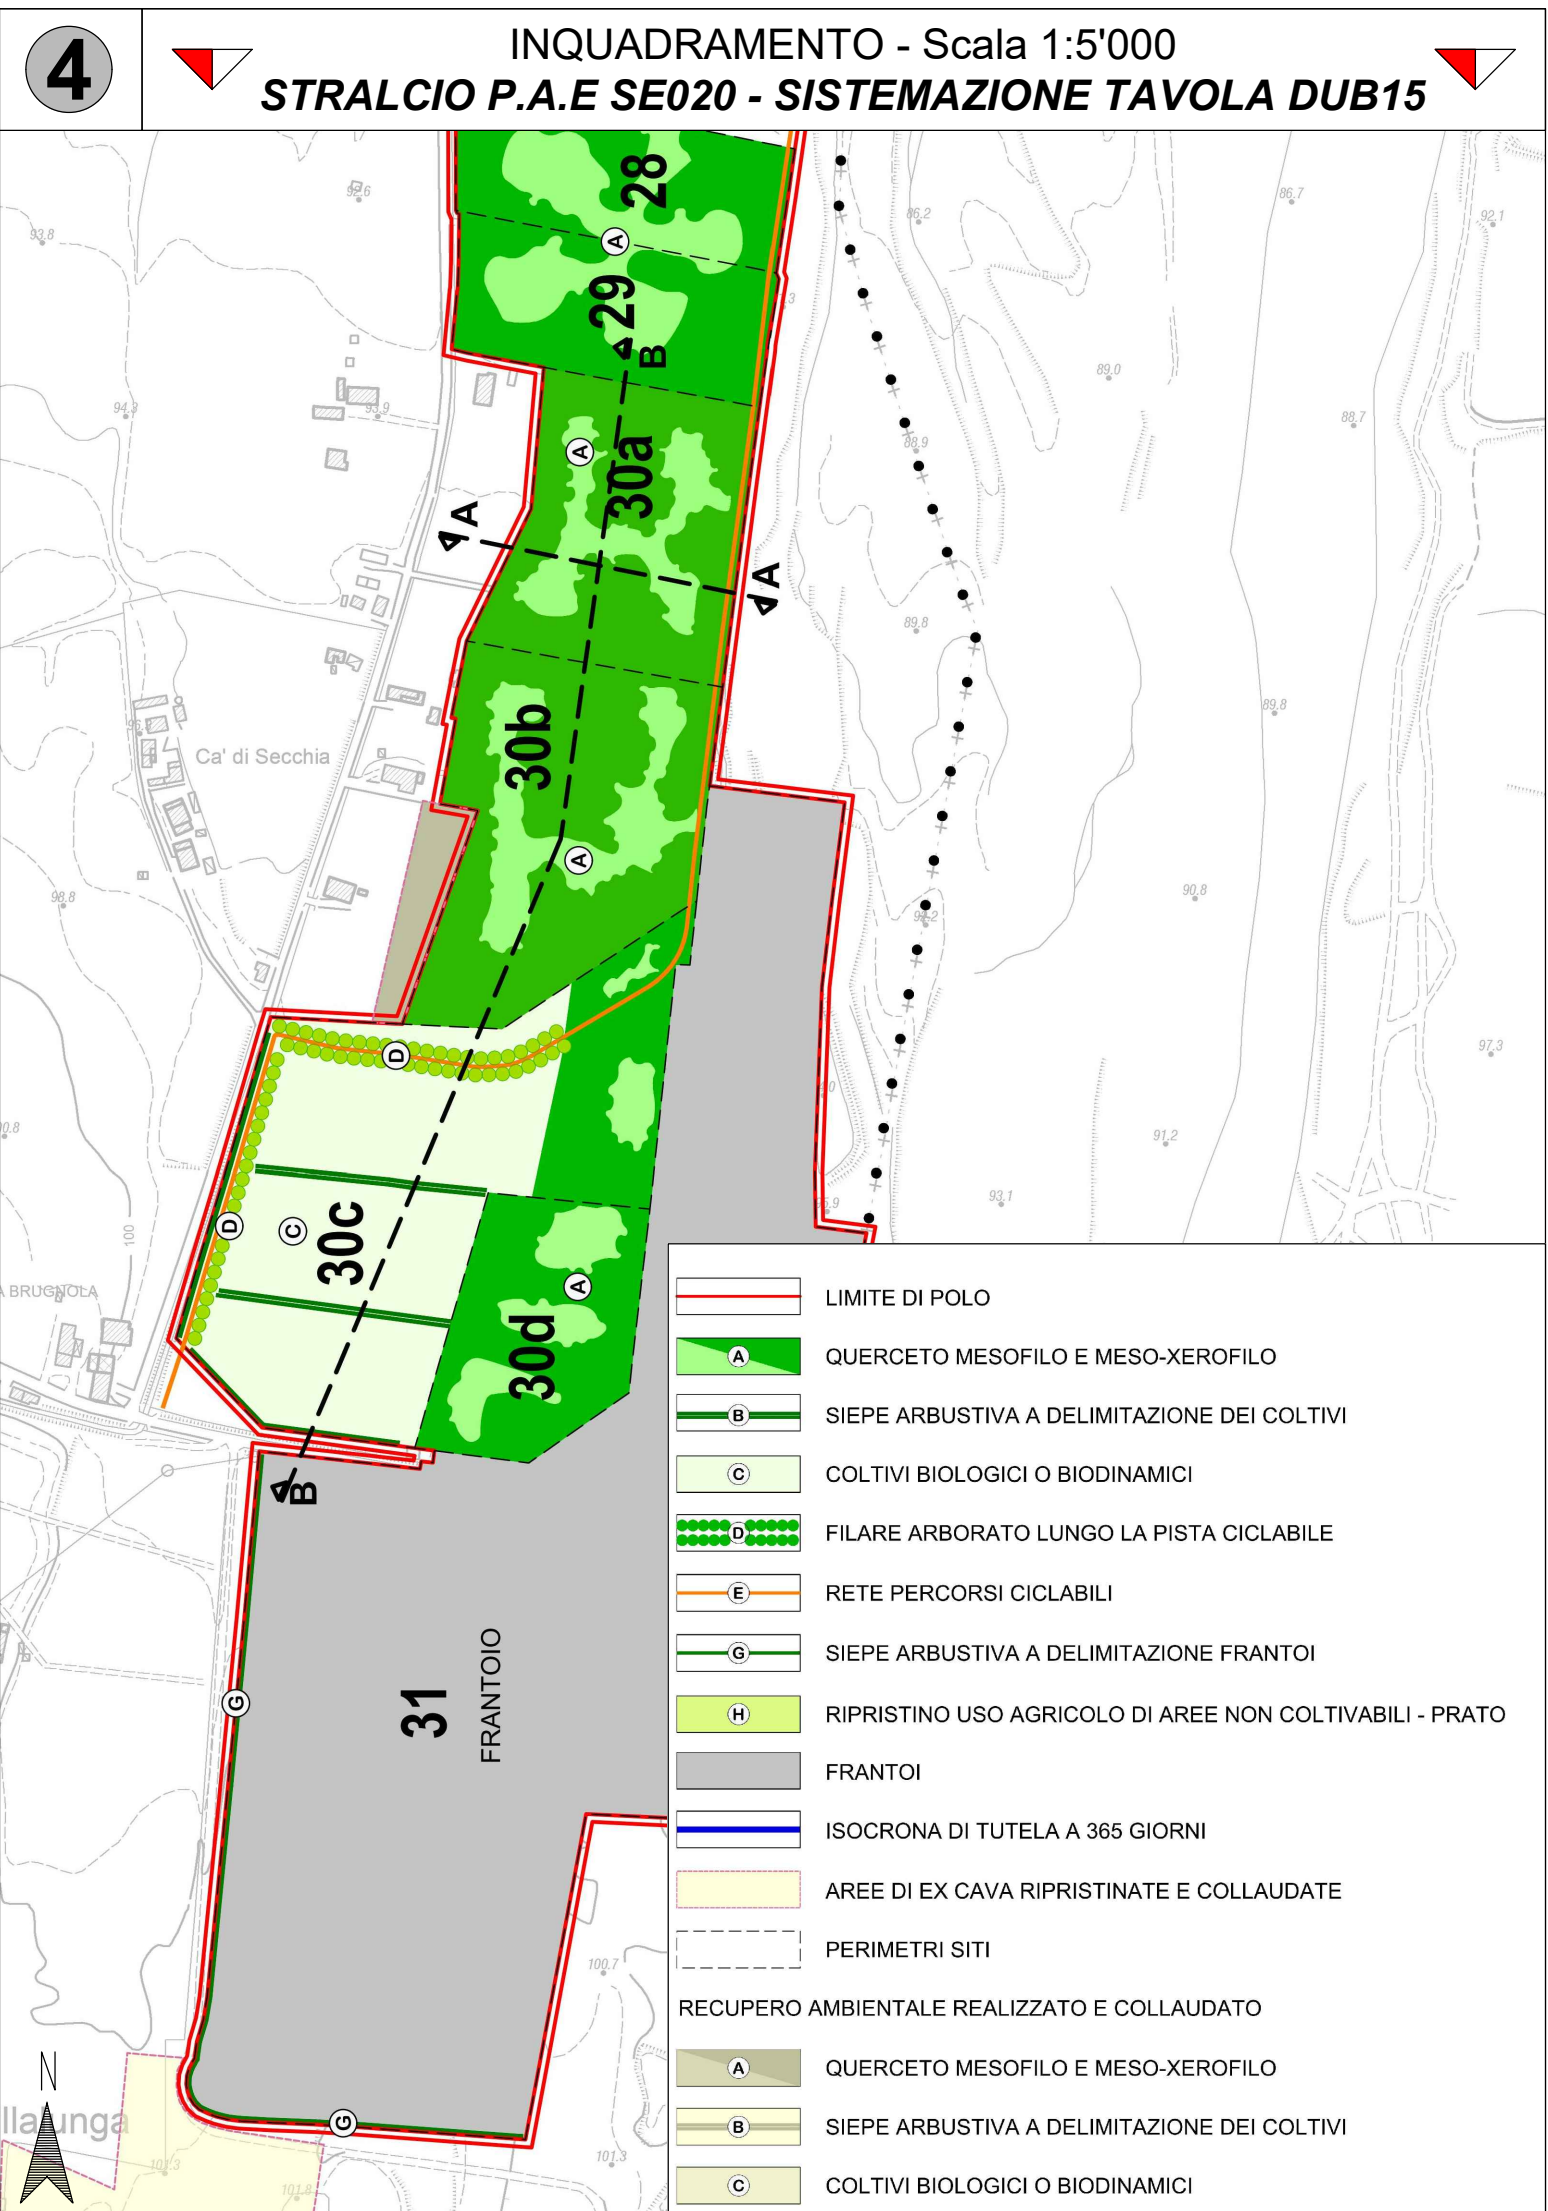 4
INQUADRAMENTO - Scala 1:5'000
STRALCIO P.A.E SE020 - SISTEMAZIONE TAVOLA DUB15
28
92.6
86.7
86.2
92.1
93.8
A
29
B
89.0
94.3
93.9
88.7
A
30a
88.9
A
A
89.8
89.8
30b
Ca' di Secchia
A
98.8
90.8
D
97.3
91.2
93.1
D
C
30c
100
A BRUGNOLA
A
30d
B
G
31
FRANTOIO
100.7
G
101.3
101.3
101.8
N
llalunga
LIMITE DI POLO
A QUERCETO MESOFILO E MESO-XEROFILO
B SIEPE ARBUSTIVA A DELIMITAZIONE DEI COLTIVI
C COLTIVI BIOLOGICI O BIODINAMICI
D FILARE ARBORATO LUNGO LA PISTA CICLABILE
E RETE PERCORSI CICLABILI
G SIEPE ARBUSTIVA A DELIMITAZIONE FRANTOI
H RIPRISTINO USO AGRICOLO DI AREE NON COLTIVABILI - PRATO
FRANTOI
ISOCRONA DI TUTELA A 365 GIORNI
AREE DI EX CAVA RIPRISTINATE E COLLAUDATE
PERIMETRI SITI
RECUPERO AMBIENTALE REALIZZATO E COLLAUDATO
A QUERCETO MESOFILO E MESO-XEROFILO
B SIEPE ARBUSTIVA A DELIMITAZIONE DEI COLTIVI
C COLTIVI BIOLOGICI O BIODINAMICI